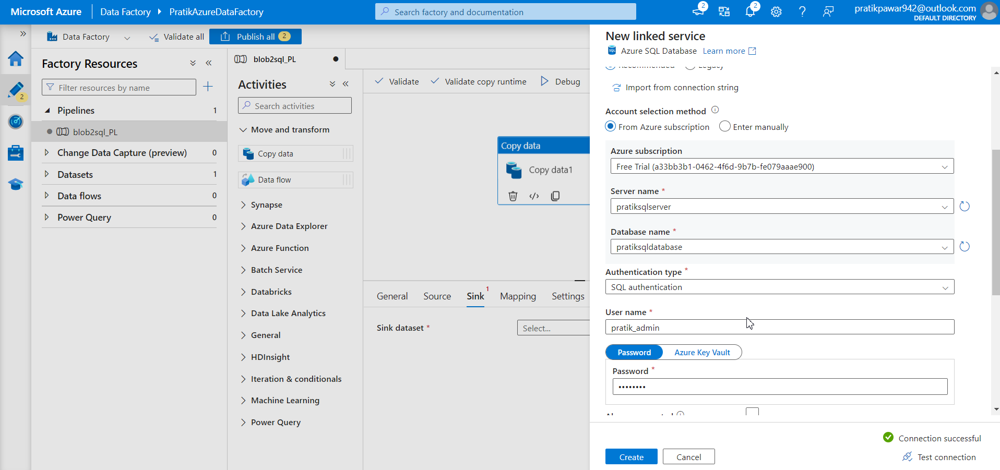 Microsoft Azure
Data Factory
PratikAzureDataFactory
Search factory and documentation
2
2
pratikpawar942@outlook.com
DEFAULT DIRECTORY
Data Factory
Validate all
Publish all 2
2
Factory Resources
Filter resources by name
Pipelines 1
blob2sql_PL
Change Data Capture (preview) 0
Datasets 1
Data flows 0
Power Query 0
blob2sql_PL
Activities
Search activities
Move and transform
Copy data
Data flow
Synapse
Azure Data Explorer
Azure Function
Batch Service
Databricks
Data Lake Analytics
General
HDInsight
Iteration & conditionals
Machine Learning
Power Query
Validate
Validate copy runtime
Debug
Copy data
Copy data1
General
Source
Sink 1
Mapping
Settings
Sink dataset *
Select...
New linked service
SQL
Azure SQL Database Learn more
Recommended Legacy
Import from connection string
Account selection method
From Azure subscription Enter manually
Azure subscription
Free Trial (a33bb3b1-0462-4f6d-9b7b-fe079aaae900)
Server name *
pratiksqlserver
Database name *
pratiksqldatabase
Authentication type *
SQL authentication
User name *
pratik_admin
Password Azure Key Vault
Password *
••••••••
Connection successful
Create Cancel
Test connection